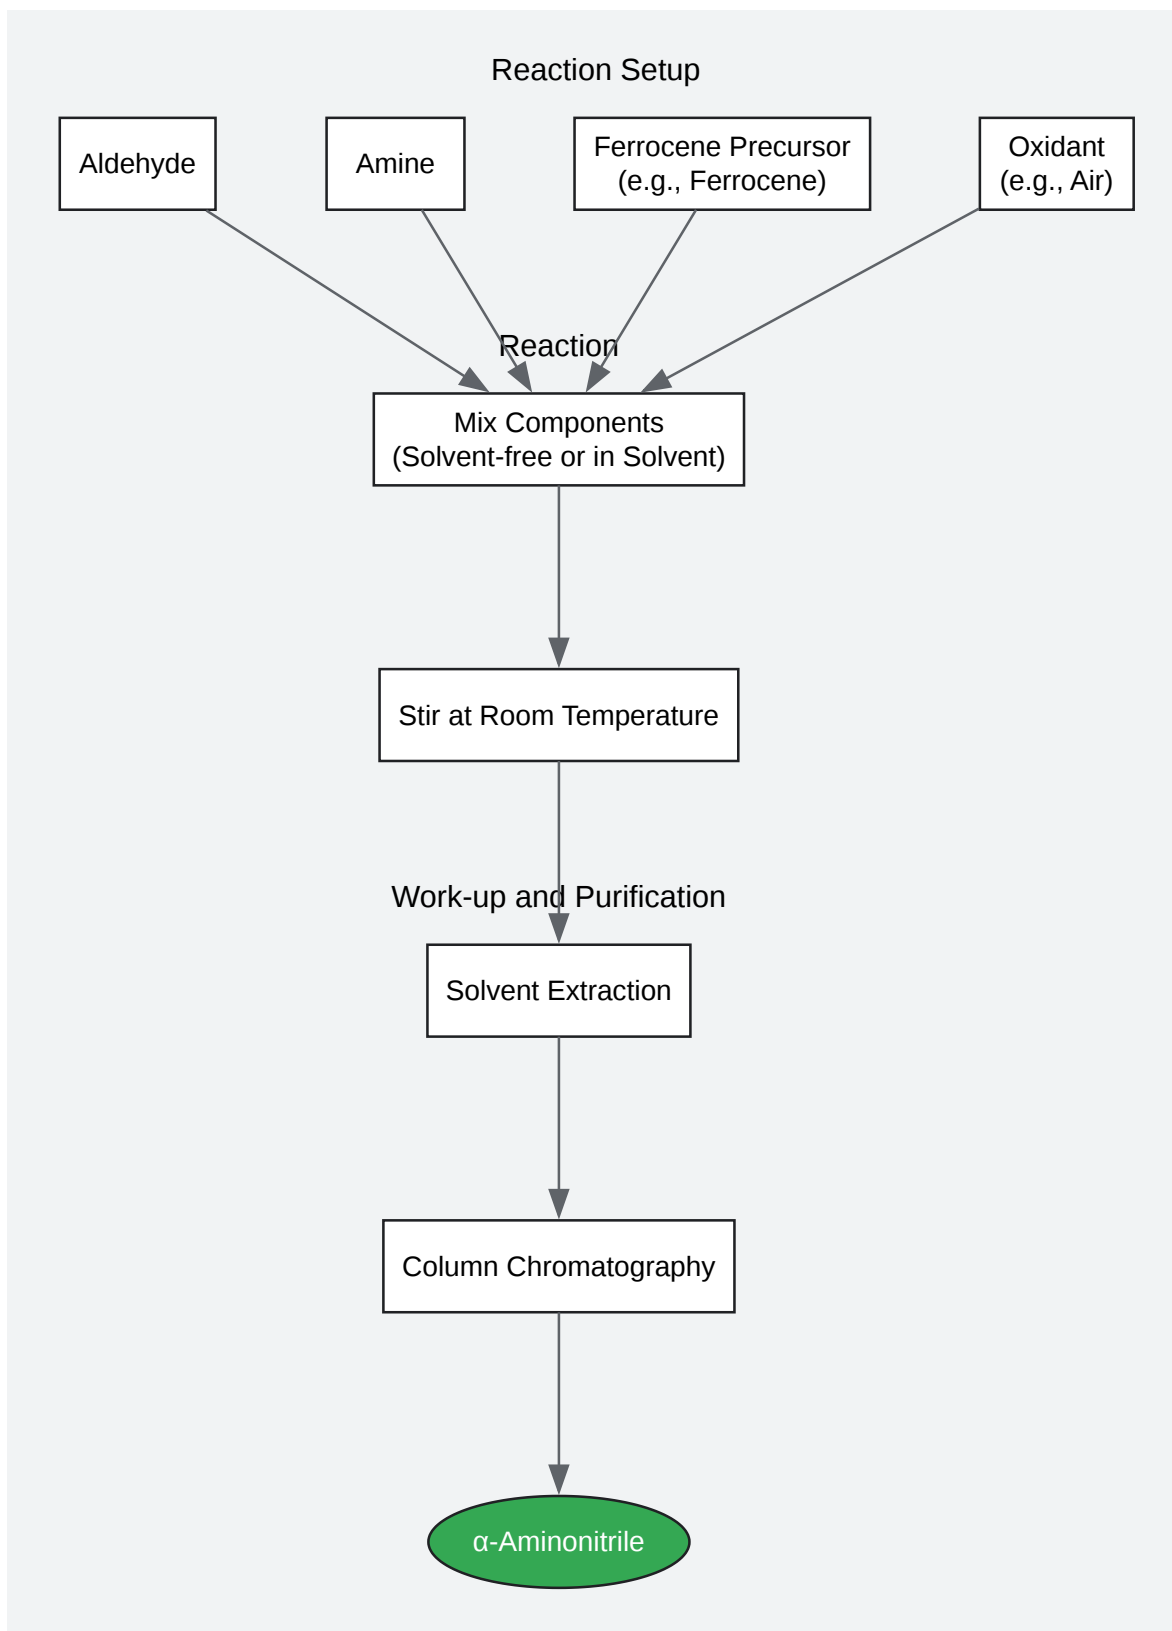 Reaction Setup
Aldehyde
Amine
Ferrocene Precursor
(e.g., Ferrocene)
Oxidant
(e.g., Air)
Reaction
Mix Components
(Solvent-free or in Solvent)
Stir at Room Temperature
Work-up and Purification
Solvent Extraction
Column Chromatography
α-Aminonitrile